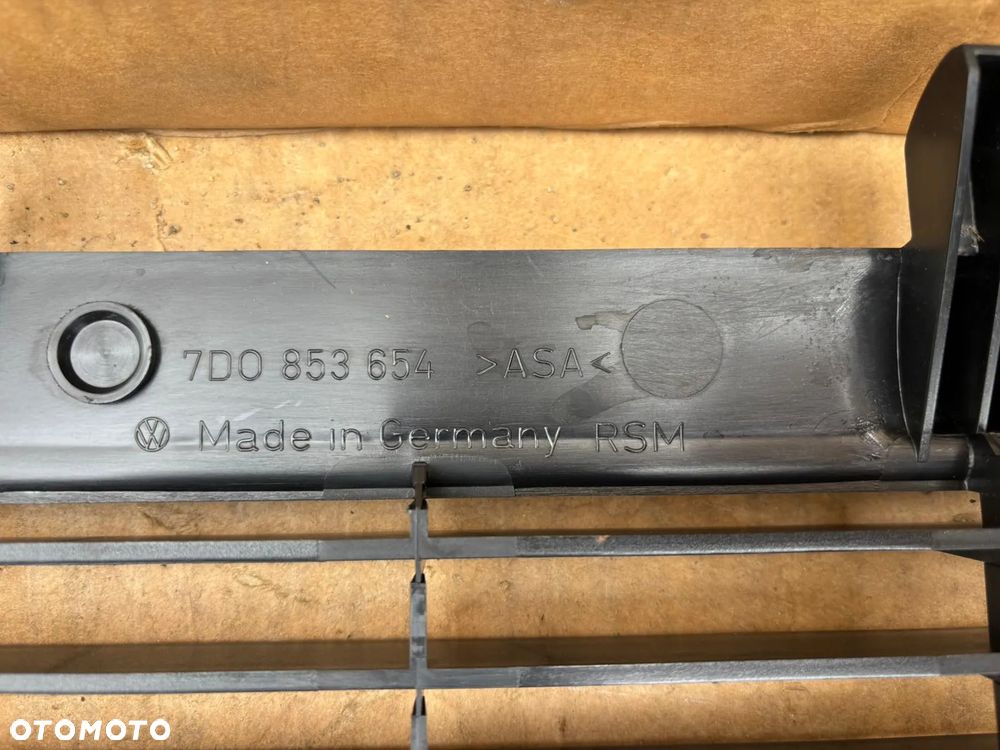 7D0 853 654 >ASA<
Made in Germany RSM
OTOMOTO